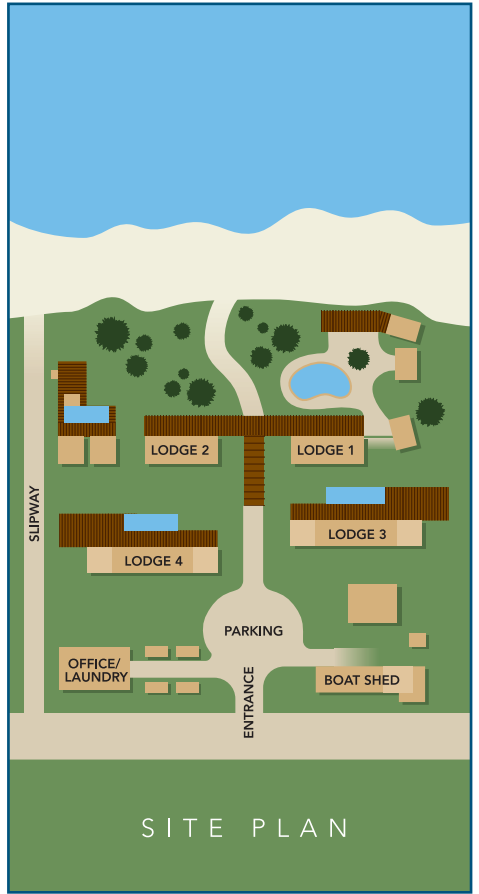 LODGE 2
LODGE 1
SLIPWAY
LODGE 3
LODGE 4
PARKING
OFFICE/
LAUNDRY
ENTRANCE
BOAT SHED
SITE PLAN